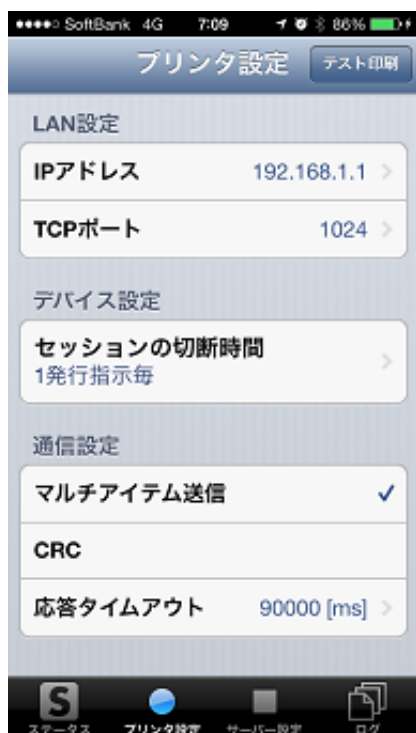 SoftBank 4G 7:09 86%
プリンタ設定 テスト印刷
LAN設定
IPアドレス 192.168.1.1
TCPポート 1024
デバイス設定
セッションの切断時間
1発行指示毎
通信設定
マルチアイテム送信
CRC
応答タイムアウト 90000 [ms]
S
ステータス プリンタ設定 サーバー設定 ログ